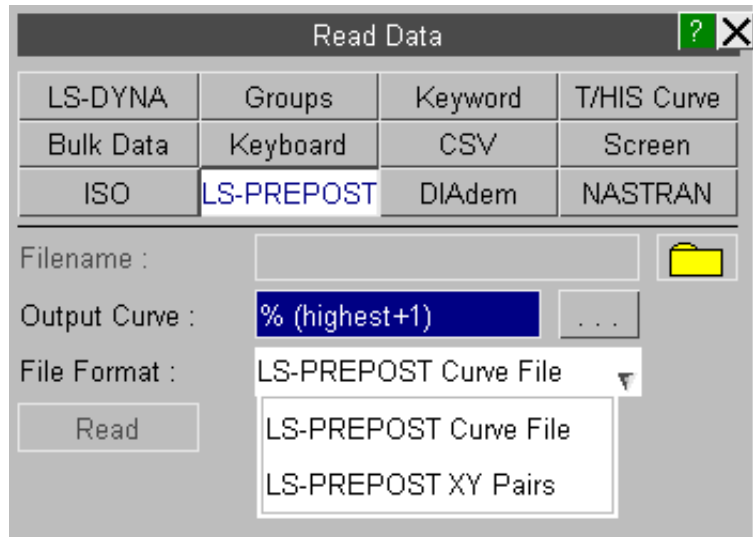 Read Data ? X
LS-DYNA Groups Keyword T/HIS Curve
Bulk Data Keyboard CSV Screen
ISO LS-PREPOST DIAdem NASTRAN
Filename :
Output Curve : % (highest+1) . . .
File Format : LS-PREPOST Curve File
Read LS-PREPOST Curve File
LS-PREPOST XY Pairs